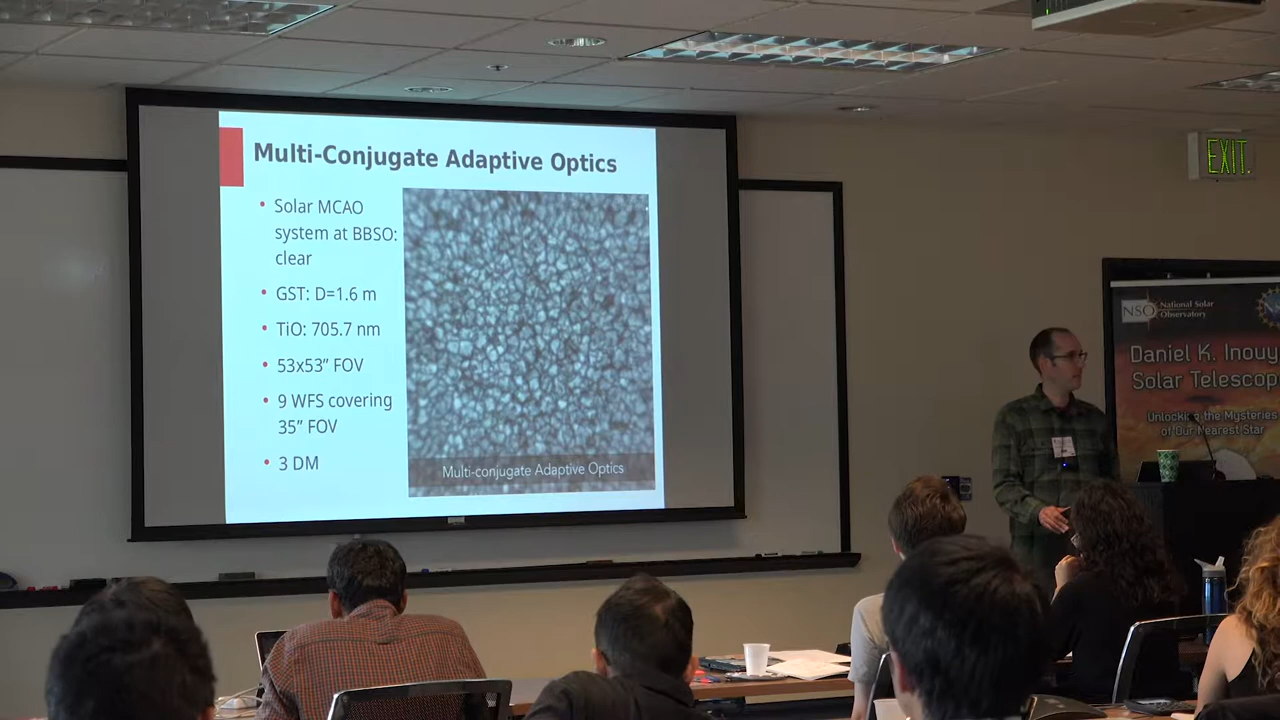 Multi-Conjugate Adaptive Optics
• Solar MCAO
system at BBSO:
clear
• GST: D=1.6 m
• TiO: 705.7 nm
• 53x53” FOV
• 9 WFS covering
35” FOV
• 3 DM
Multi-conjugate Adaptive Optics
EXIT
NSO
National Solar
Observatory
Daniel K. Inouy
Solar Telescop
Unlocking the Mysteries
of Our Nearest Star